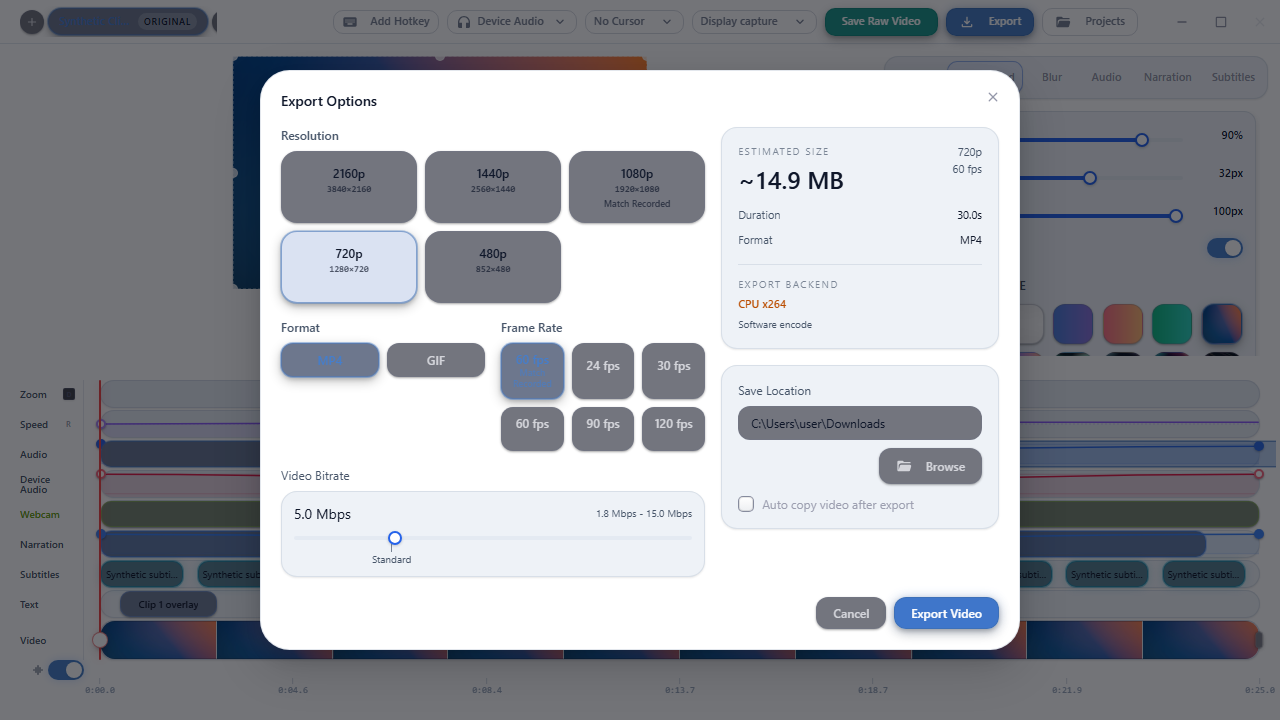 ORIGINAL
Add Hotkey
Device Audio
No Cursor
Display capture
Save Raw Video
Export
Projects
Blur
Audio
Narration
Subtitles
90%
32px
100px
Export Options
Resolution
2160p
3840×2160
1440p
2560×1440
1080p
1920×1080
Match Recorded
720p
1280×720
480p
852×480
Format
GIF
Frame Rate
24 fps
30 fps
60 fps
90 fps
120 fps
Video Bitrate
5.0 Mbps
1.8 Mbps - 15.0 Mbps
Standard
ESTIMATED SIZE
720p
~14.9 MB
60 fps
Duration
30.0s
Format
MP4
EXPORT BACKEND
CPU x264
Software encode
Save Location
C:\Users\user\Downloads
Browse
Auto copy video after export
Cancel
Export Video
Zoom
Speed
Audio
Device
Audio
Webcam
Narration
Subtitles
Synthetic subti...
Synthetic subti...
Synthetic subti...
Text
Clip 1 overlay
Video
0:00.0
0:04.6
0:08.4
0:13.7
0:18.7
0:21.9
0:25.0